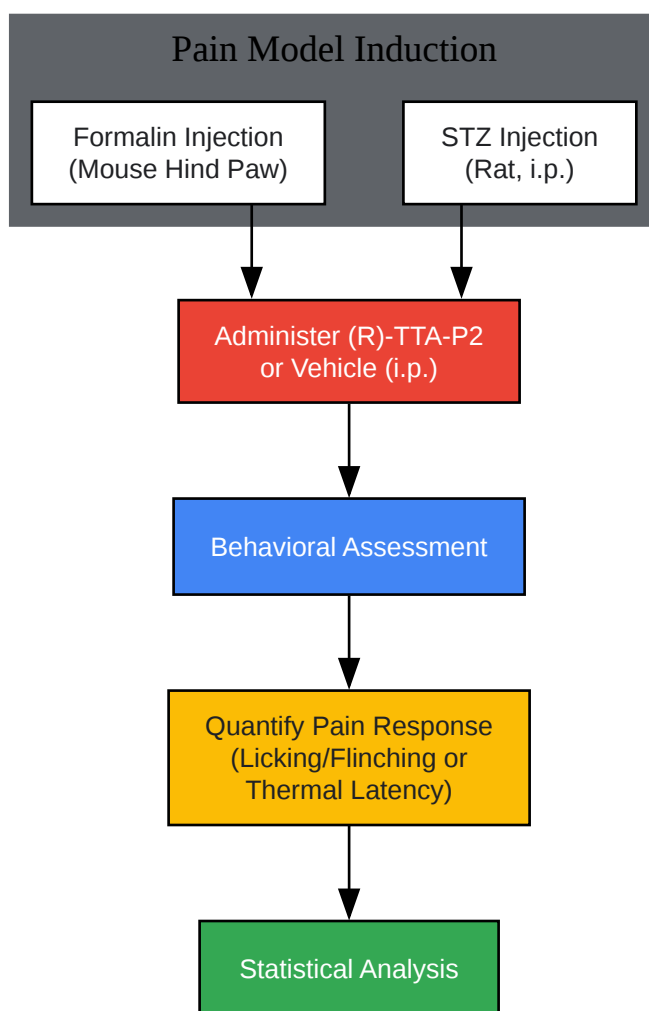 Pain Model Induction
Formalin Injection
(Mouse Hind Paw)
STZ Injection
(Rat, i.p.)
Administer (R)-TTA-P2
or Vehicle (i.p.)
Behavioral Assessment
Quantify Pain Response
(Licking/Flinching or
Thermal Latency)
Statistical Analysis